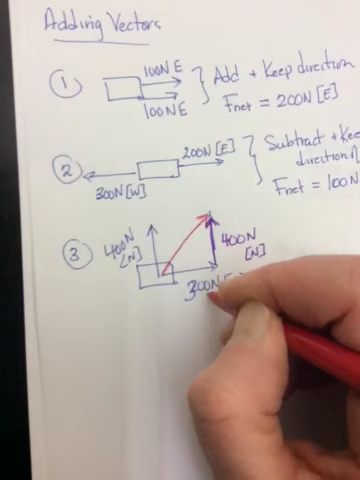 Adding Vectors
1 100N E } Add + Keep direction
100N E Fnet = 200N [E]
2 200N [E] } Subtract + Keep
300N [W] direction
Fnet = 100N
3 400N [N] 400N [N]
300N E